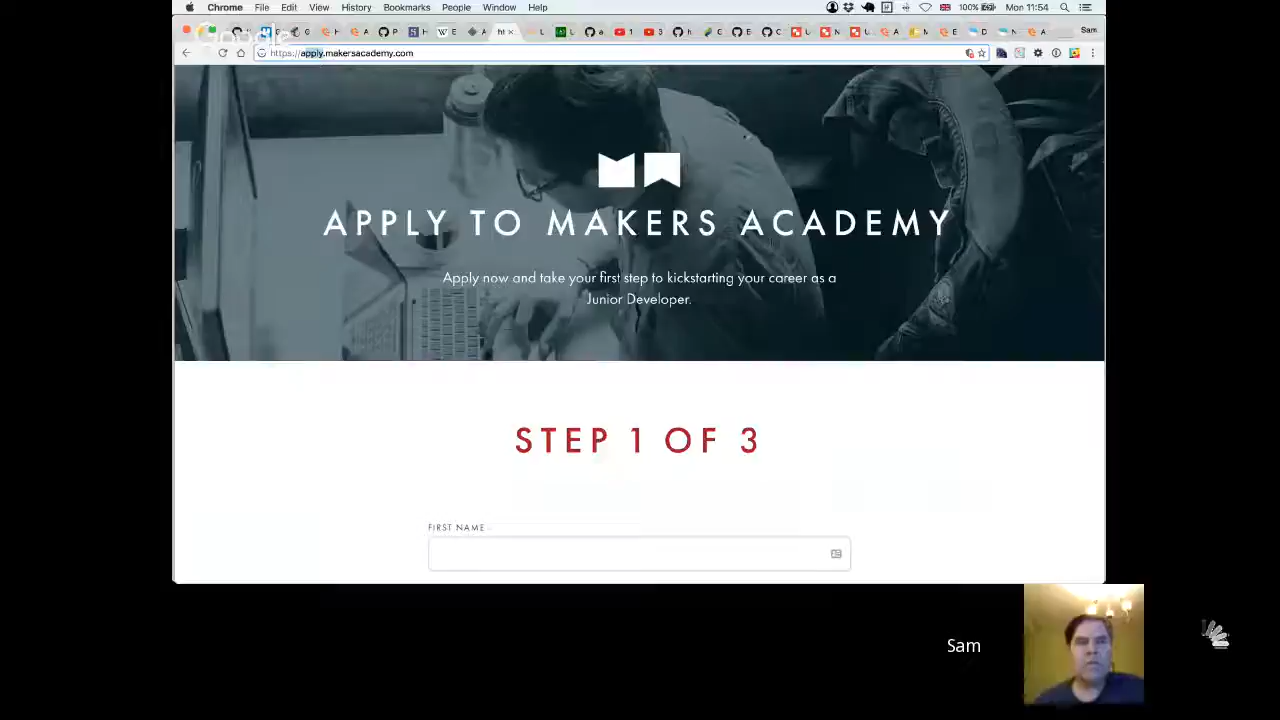 Chrome File Edit View History Bookmarks People Window Help 100% Mon 11:54
Google
Sam
https://apply.makersacademy.com
APPLY TO MAKERS ACADEMY
Apply now and take your first step to kickstarting your career as a
Junior Developer.
STEP 1 OF 3
FIRST NAME
Sam